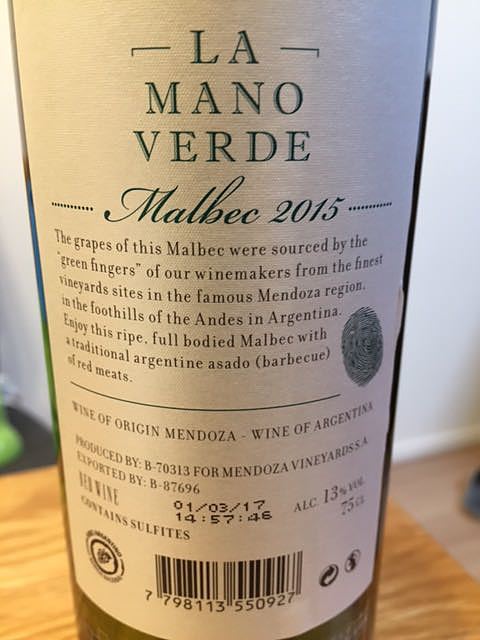 LA
MANO
VERDE
Malbec 2015
The grapes of this Malbec were sourced by the
"green fingers" of our winemakers from the finest
vineyards sites in the famous Mendoza region,
in the foothills of the Andes in Argentina.
Enjoy this ripe, full bodied Malbec with
a traditional argentine asado (barbecue)
of red meats.
WINE OF ORIGIN MENDOZA - WINE OF ARGENTINA
PRODUCED BY: B-70313 FOR MENDOZA VINEYARDS S.A
EXPORTED BY: B-87696
RED WINE
CONTAINS SULFITES
01/03/17
14:57:46
ALC. 13% VOL
75 CL
7 798113 550927